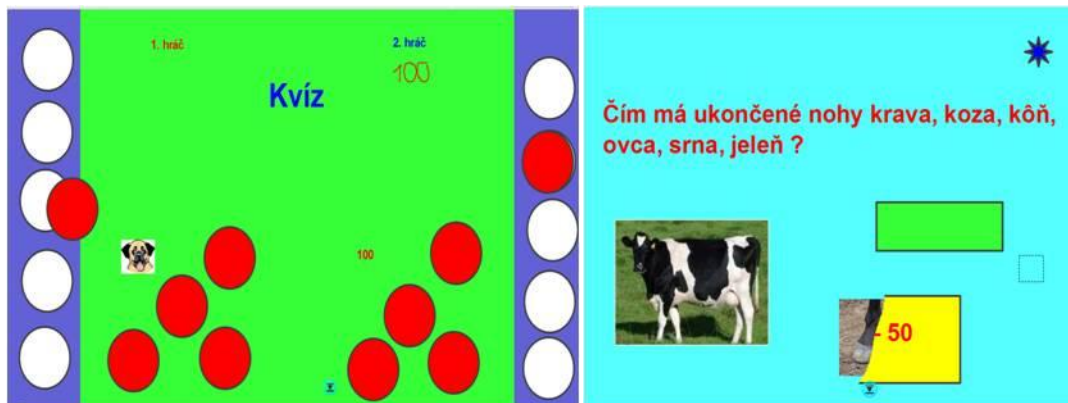 1. hráč
2. hráč
100
Kvíz
100
Čím má ukončené nohy krava, koza, kôň,
ovca, srna, jeleň ?
- 50